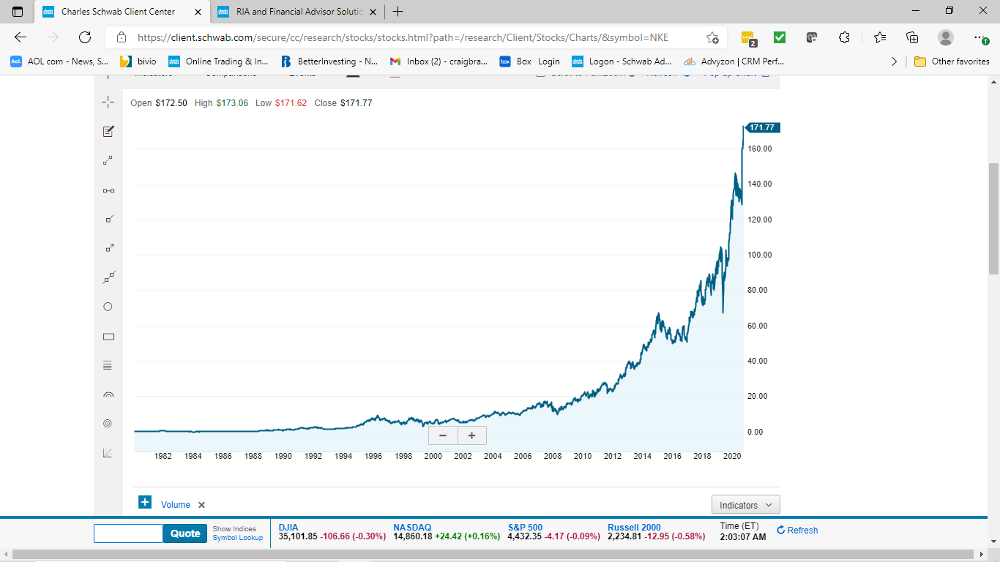 Charles Schwab Client Center
RIA and Financial Advisor Solutio
https://client.schwab.com/secure/cc/research/stocks/stocks.html?path=/research/Client/Stocks/Charts/&symbol=NKE
2
AOL com - News, S...
bivio
Online Trading & In...
BetterInvesting - N...
Inbox (2) - craigbra...
Box Login
Logon - Schwab Ad...
Advyzon | CRM Perf...
Other favorites
Open $172.50 High $173.06 Low $171.62 Close $171.77
171.77
160.00
140.00
120.00
100.00
80.00
60.00
40.00
20.00
0.00
− +
1982 1984 1986 1988 1990 1992 1994 1996 1998 2000 2002 2004 2006 2008 2010 2012 2014 2016 2018 2020
+ Volume ×
Indicators
Quote
Show Indices
Symbol Lookup
DJIA
35,101.85 -106.66 (-0.30%)
NASDAQ
14,860.18 +24.42 (+0.16%)
S&P 500
4,432.35 -4.17 (-0.09%)
Russell 2000
2,234.81 -12.95 (-0.58%)
Time (ET)
2:03:07 AM
Refresh